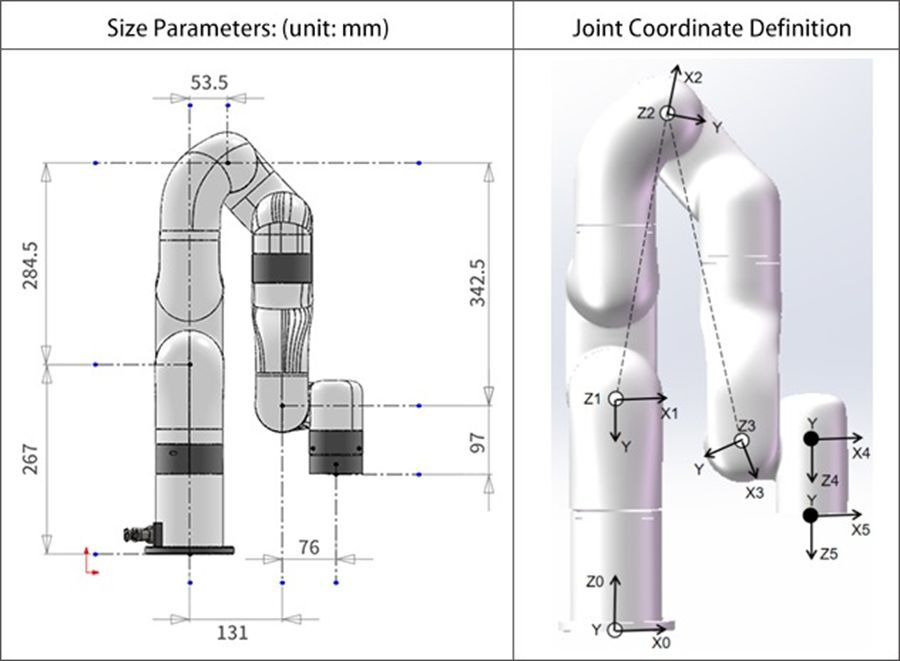 Size Parameters: (unit: mm)
Joint Coordinate Definition
53.5
284.5
342.5
267
97
76
131
X2
Z2
Y
Z1
X1
Y
Z3
Y
X3
Y
X4
Z4
Y
X5
Z5
Z0
Y
X0